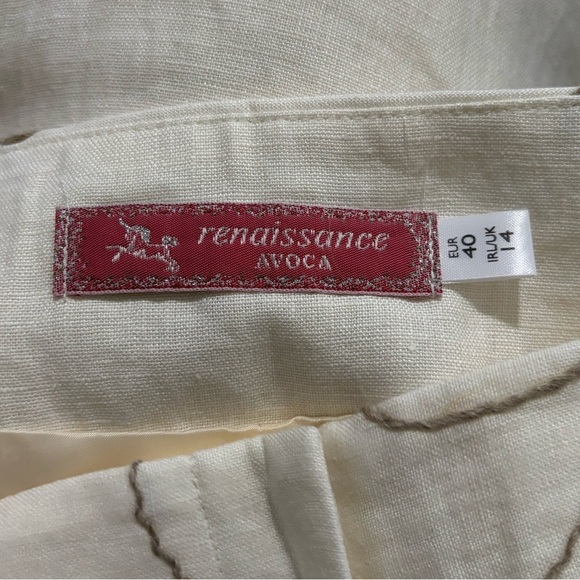 renaissance
AVOCA
EUR
40
IRL/UK
14